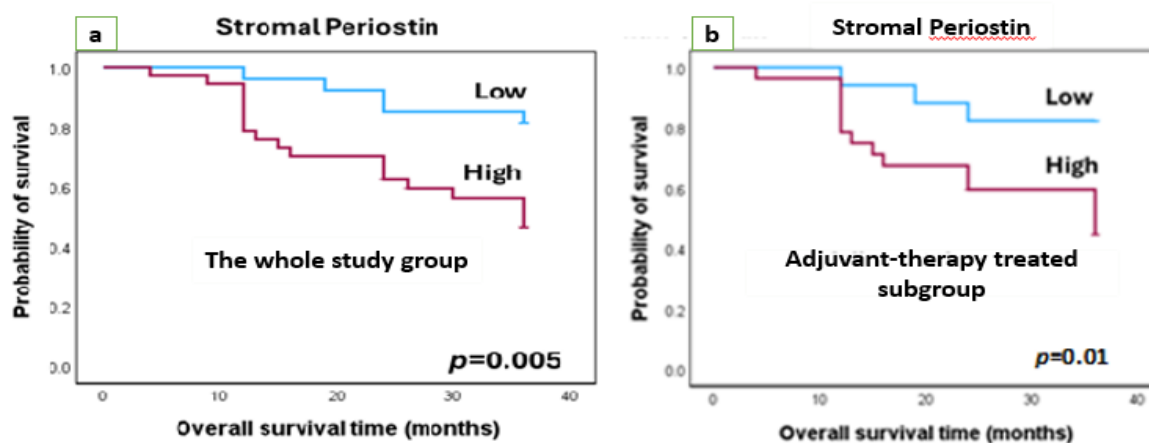 a
Stromal Periostin
Probability of survival
1.0
0.8
0.6
0.4
0.2
0.0
Low
High
The whole study group
p=0.005
0
10
20
30
40
Overall survival time (months)
b
Stromal Periostin
Probability of survival
1.0
0.8
0.6
0.4
0.2
0.0
Low
High
Adjuvant-therapy treated
subgroup
p=0.01
0
10
20
30
40
Overall survival time (months)